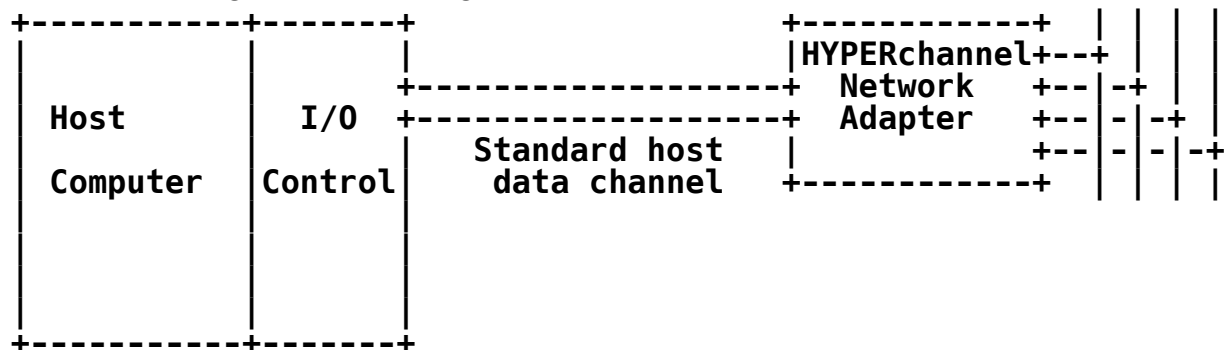 HYPERchannel
Network
Host I/O Adapter
Standard host
Computer Control data channel